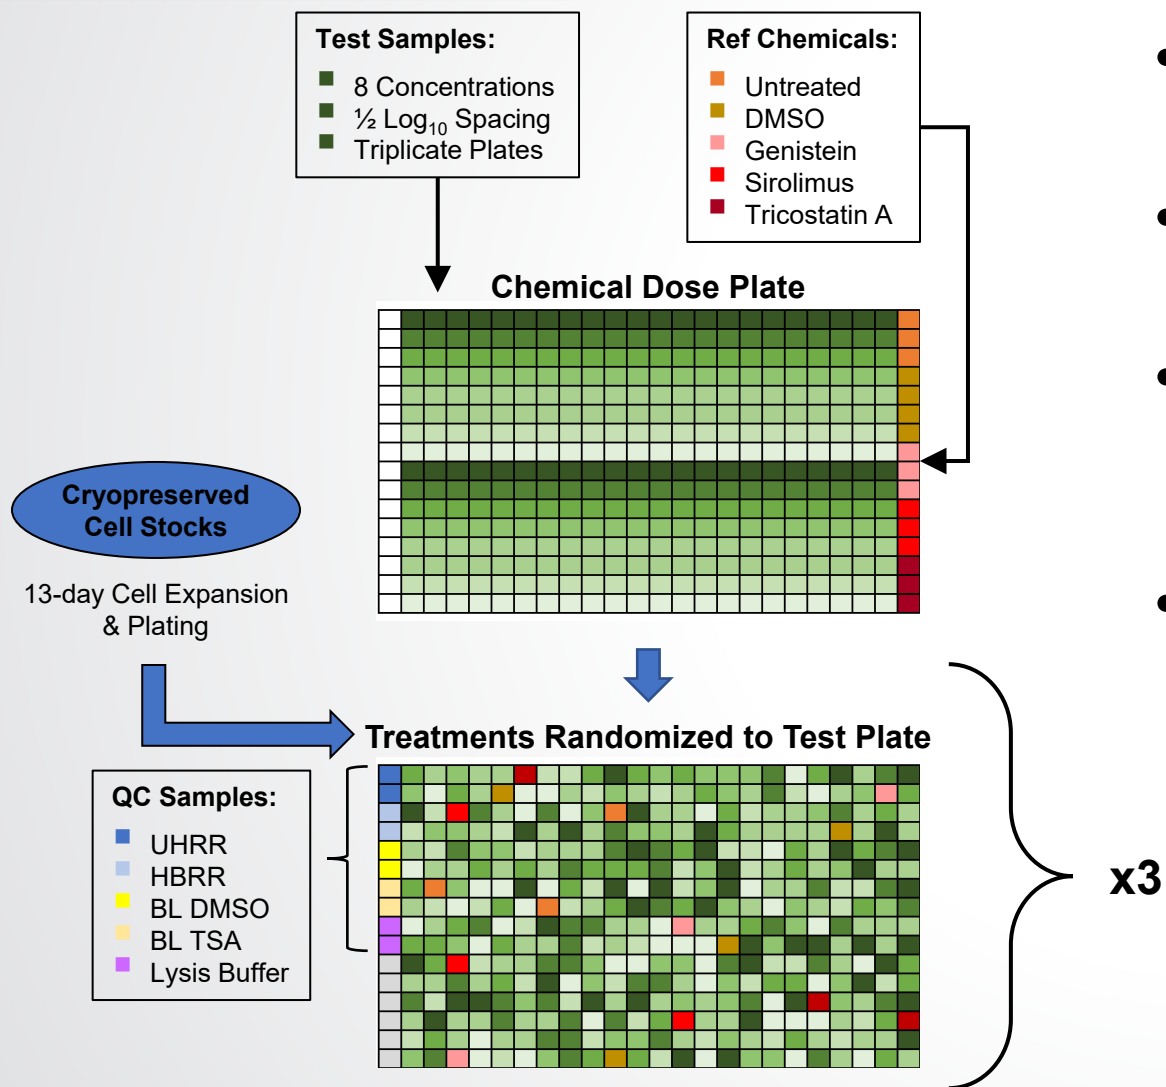 Test Samples:
8 Concentrations
½ Log₁₀ Spacing
Triplicate Plates
Ref Chemicals:
Untreated
DMSO
Genistein
Sirolimus
Tricostatin A
Chemical Dose Plate
Cryopreserved
Cell Stocks
13-day Cell Expansion
& Plating
Treatments Randomized to Test Plate
QC Samples:
UHRR
HBRR
BL DMSO
BL TSA
Lysis Buffer
x3